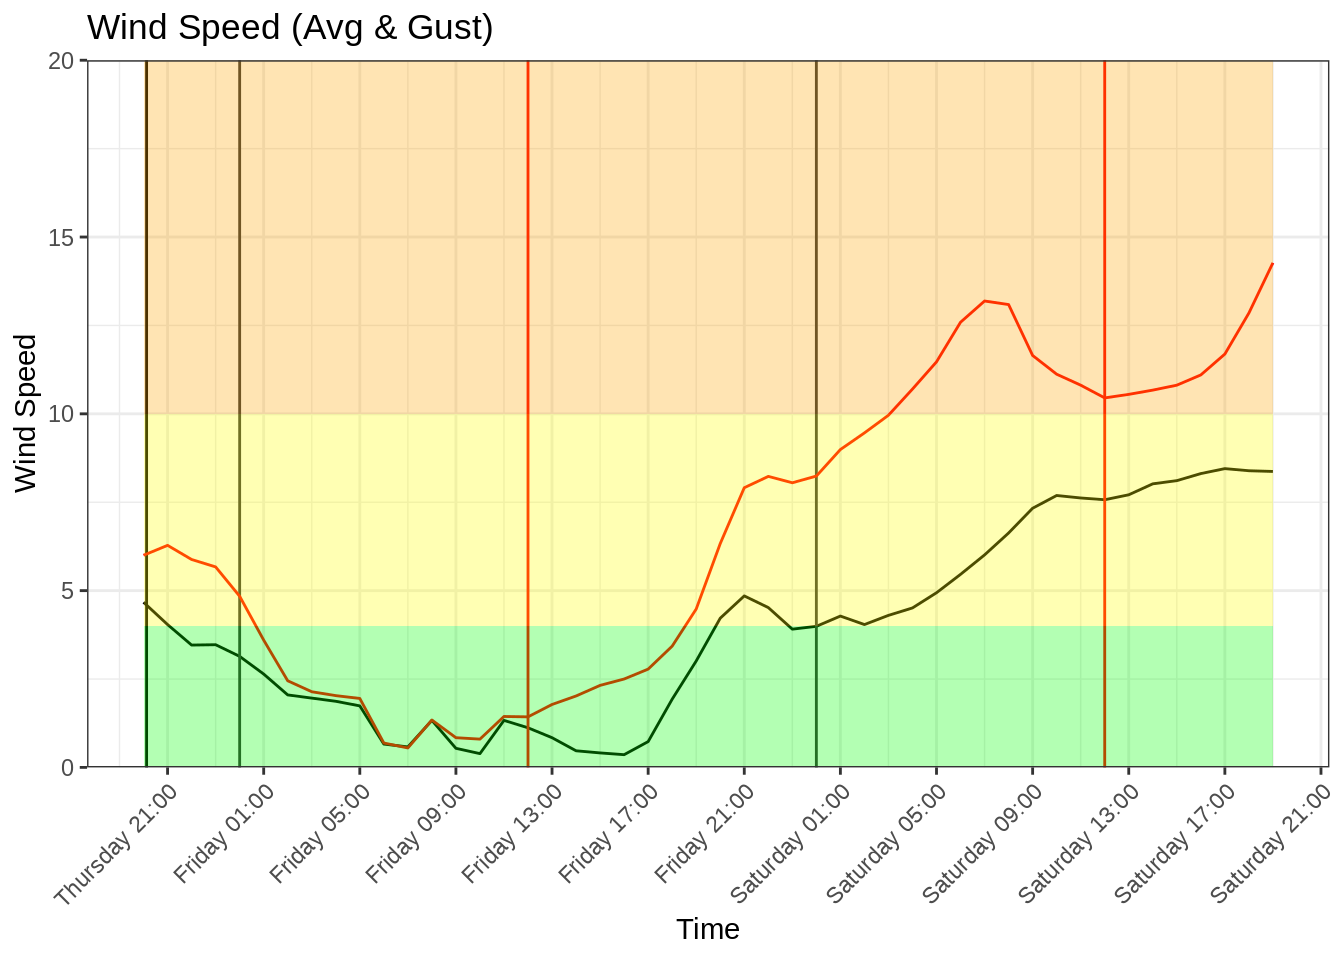 Wind Speed (Avg & Gust)
20
15
10
5
0
Wind Speed
Thursday 21:00
Friday 01:00
Friday 05:00
Friday 09:00
Friday 13:00
Friday 17:00
Friday 21:00
Saturday 01:00
Saturday 05:00
Saturday 09:00
Saturday 13:00
Saturday 17:00
Saturday 21:00
Time